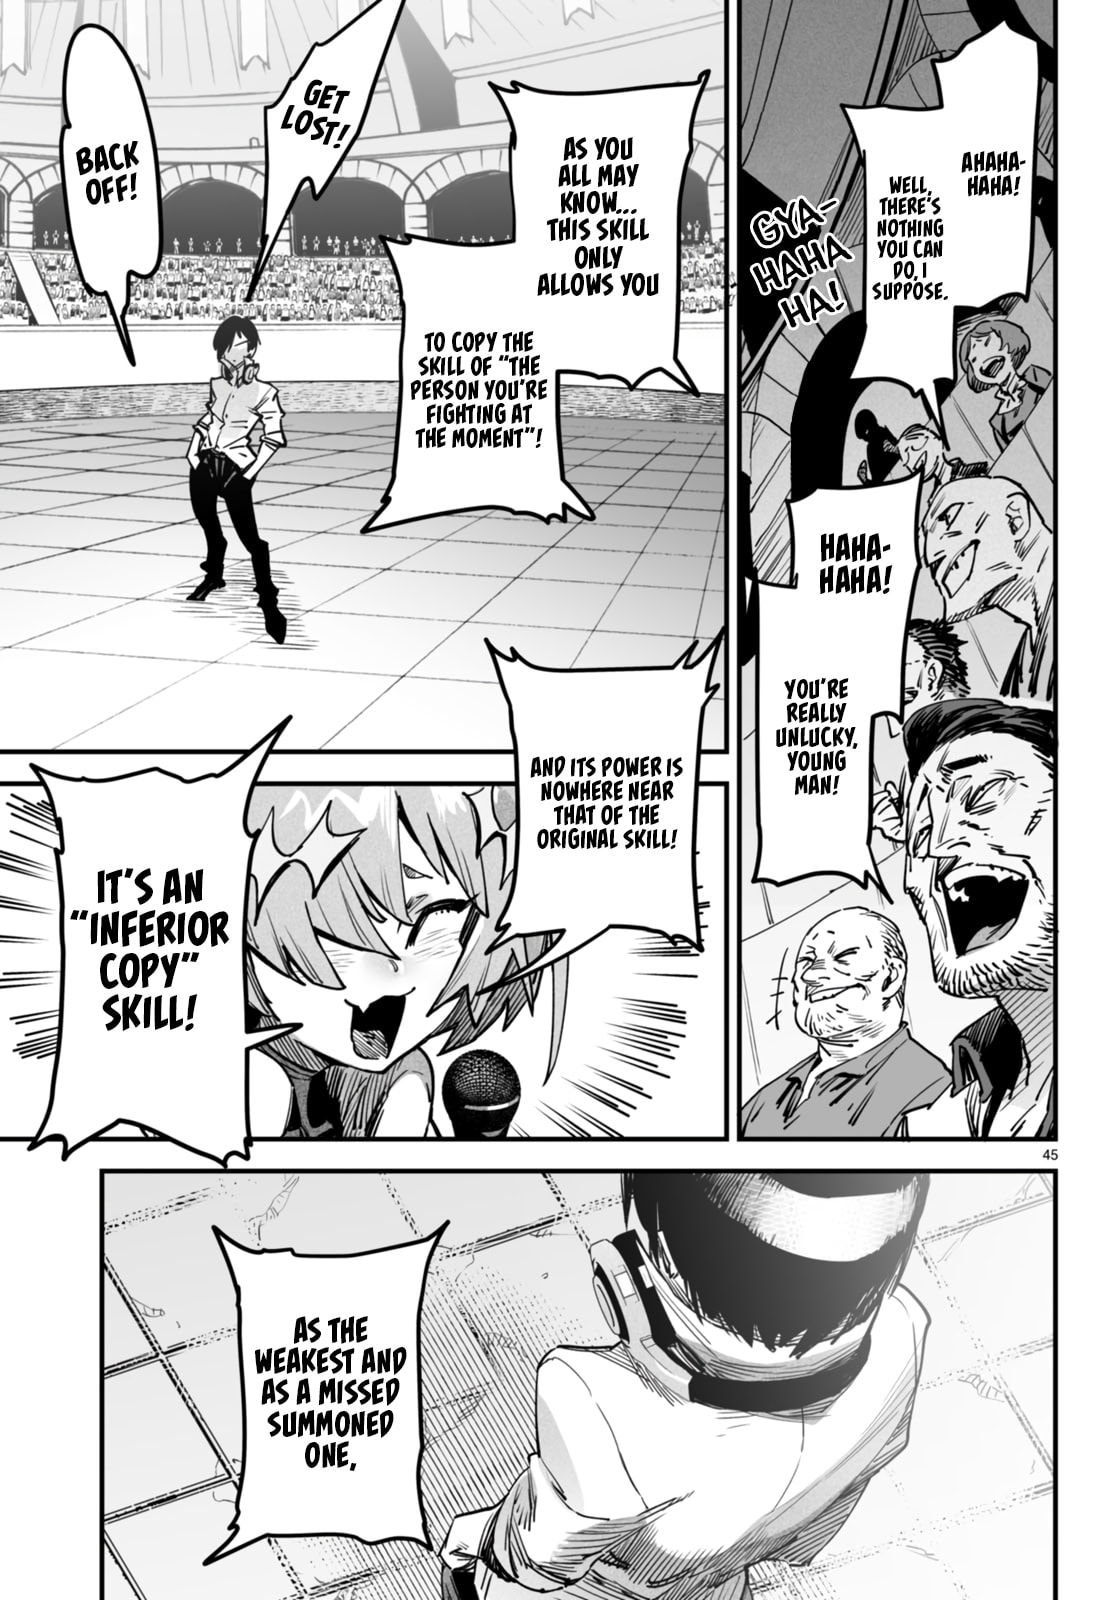 AHAHA-
HAHA!
WELL,
THERE'S
NOTHING
YOU CAN
DO, I
SUPPOSE.
GYA-
HAHA
HA!
HAHA-
HAHA!
YOU'RE
REALLY
UNLUCKY,
YOUNG
MAN!
AS YOU
ALL MAY
KNOW...
THIS SKILL
ONLY
ALLOWS YOU
TO COPY THE
SKILL OF "THE
PERSON YOU'RE
FIGHTING AT
THE MOMENT"!
GET
LOST!
BACK
OFF!
AND ITS POWER IS
NOWHERE NEAR
THAT OF THE
ORIGINAL SKILL!
IT'S AN
"INFERIOR
COPY"
SKILL!
45
AS THE
WEAKEST AND
AS A MISSED
SUMMONED
ONE,